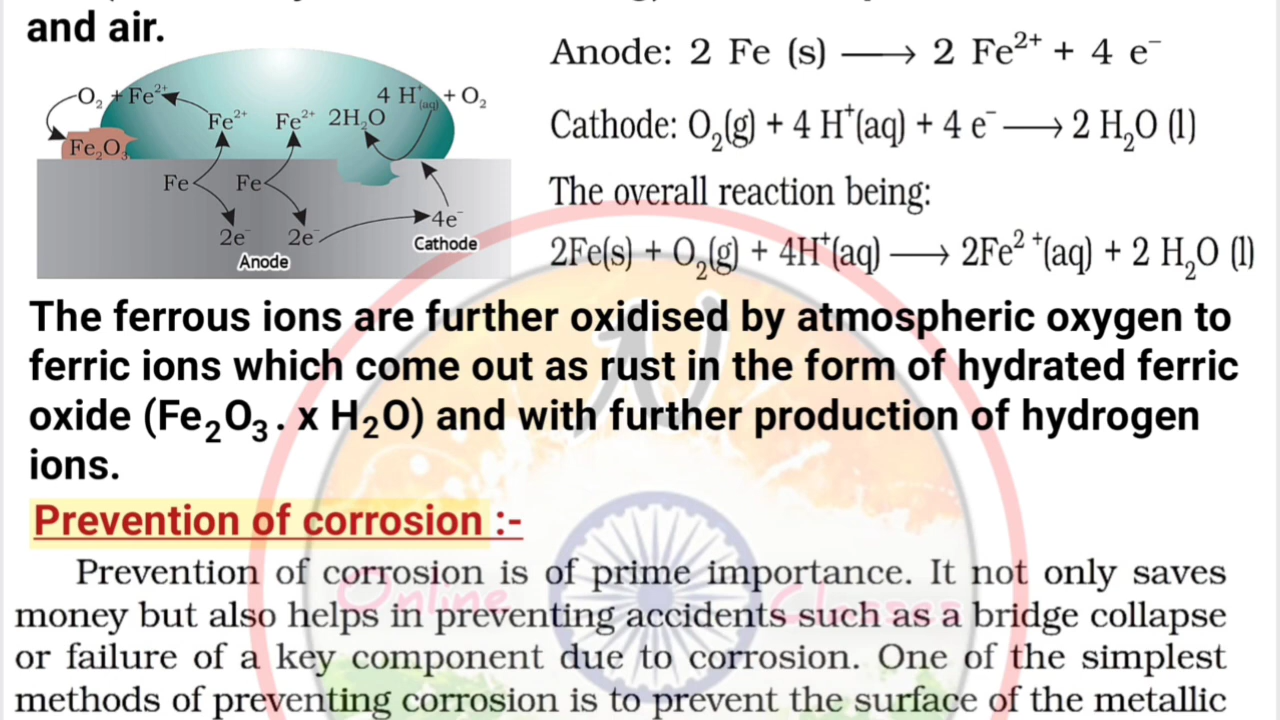 and air.
O₂ + Fe²⁺
Fe²⁺ Fe²⁺ 2H₂O
4 H⁺(aq) + O₂
Fe₂O₃
Fe Fe
2e⁻ 2e⁻
4e⁻
Anode
Cathode
Anode: 2 Fe (s) ⟶ 2 Fe²⁺ + 4 e⁻
Cathode: O₂(g) + 4 H⁺(aq) + 4 e⁻ ⟶ 2 H₂O (l)
The overall reaction being:
2Fe(s) + O₂(g) + 4H⁺(aq) ⟶ 2Fe² ⁺(aq) + 2 H₂O (l)
The ferrous ions are further oxidised by atmospheric oxygen to
ferric ions which come out as rust in the form of hydrated ferric
oxide (Fe₂O₃. x H₂O) and with further production of hydrogen
ions.
Prevention of corrosion :-
Prevention of corrosion is of prime importance. It not only saves
money but also helps in preventing accidents such as a bridge collapse
or failure of a key component due to corrosion. One of the simplest
methods of preventing corrosion is to prevent the surface of the metallic
N
Online Classes